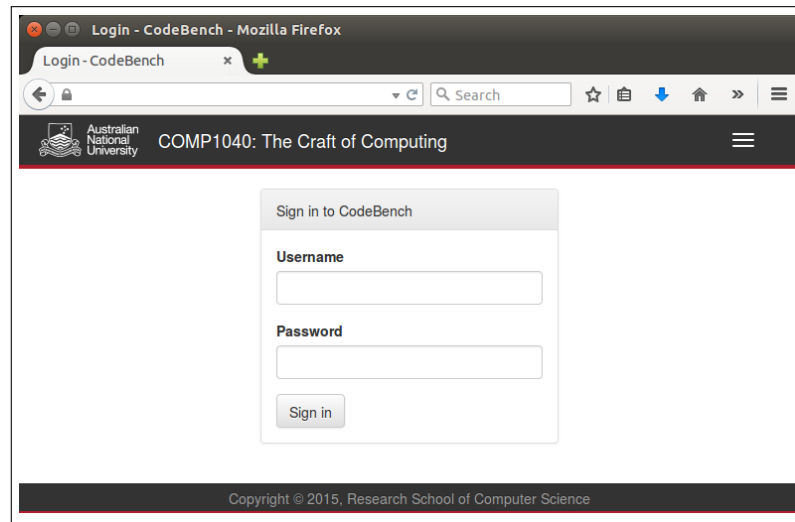 Login - CodeBench - Mozilla Firefox
Login - CodeBench
Search
Australian
National
University
COMP1040: The Craft of Computing
Sign in to CodeBench
Username
Password
Sign in
Copyright © 2015, Research School of Computer Science